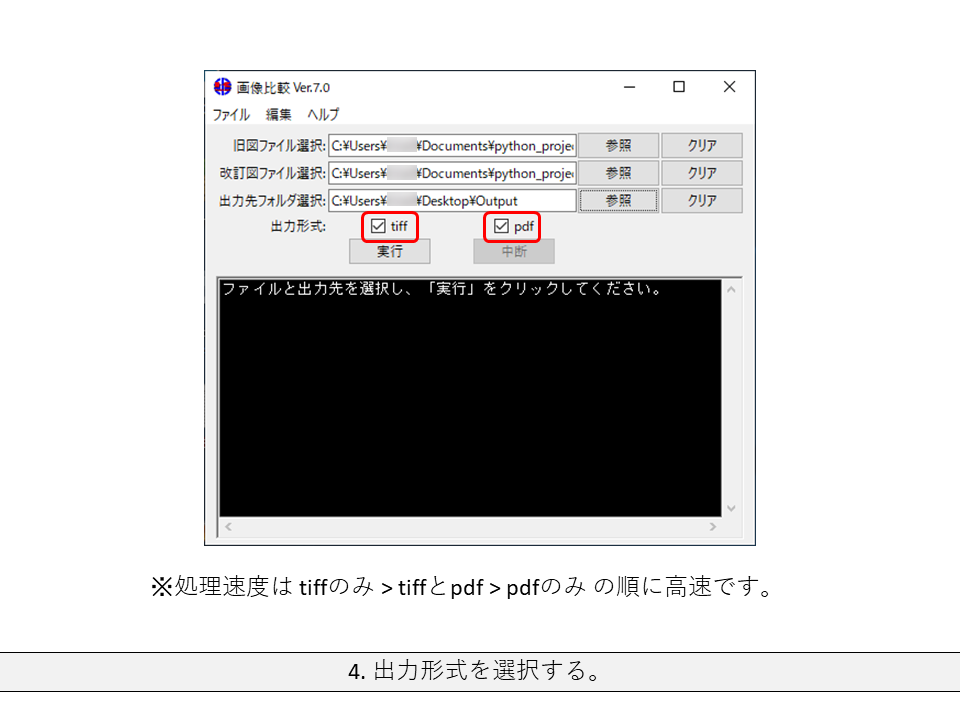 画像比較 Ver.7.0
ファイル 編集 ヘルプ
旧図ファイル選択: C:¥Users¥ ¥Documents¥python_proje 参照 クリア
改訂図ファイル選択: C:¥Users¥ ¥Documents¥python_proje 参照 クリア
出力先フォルダ選択: C:¥Users¥ ¥Desktop¥Output 参照 クリア
出力形式: tiff pdf
実行 中断
ファイルと出力先を選択し、「実行」をクリックしてください。
※処理速度は tiffのみ > tiffとpdf > pdfのみ の順に高速です。
4. 出力形式を選択する。